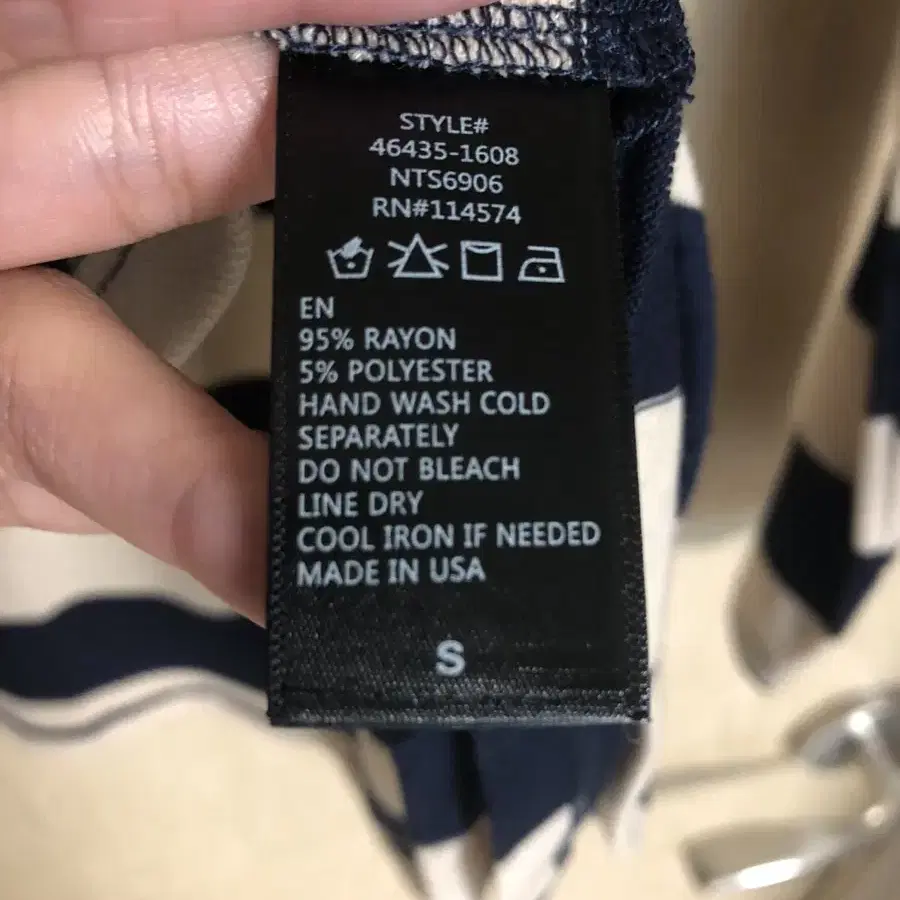 STYLE#
46435-1608
NTS6906
RN#114574
EN
95% RAYON
5% POLYESTER
HAND WASH COLD
SEPARATELY
DO NOT BLEACH
LINE DRY
COOL IRON IF NEEDED
MADE IN USA
S